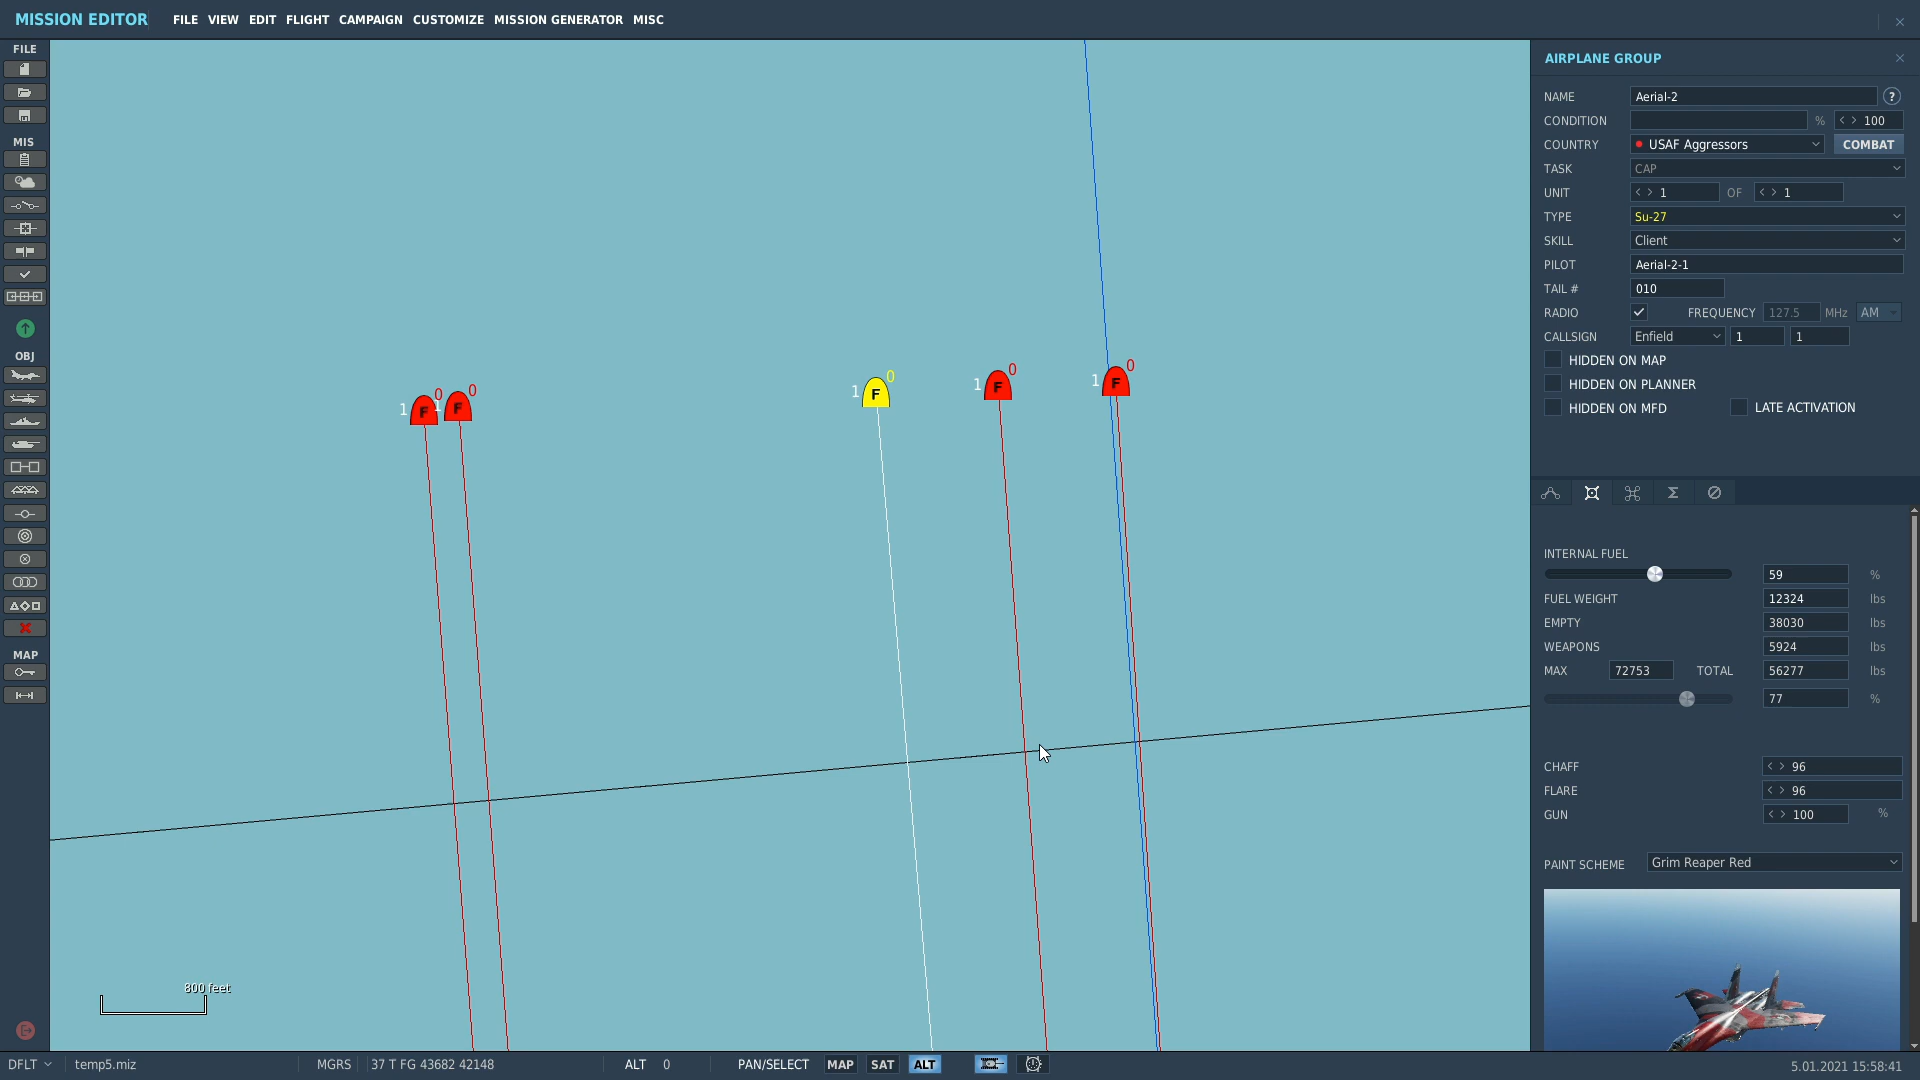 MISSION EDITOR FILE VIEW EDIT FLIGHT CAMPAIGN CUSTOMIZE MISSION GENERATOR MISC
FILE
MIS
OBJ
MAP
1 F 0
1 F 0
1 F 0
1 F 0
1 F 0
800 feet
AIRPLANE GROUP
NAME Aerial-2 ?
CONDITION % < > 100
COUNTRY USAF Aggressors COMBAT
TASK CAP
UNIT < > 1 OF < > 1
TYPE Su-27
SKILL Client
PILOT Aerial-2-1
TAIL # 010
RADIO FREQUENCY 127.5 MHz AM
CALLSIGN Enfield 1 1
HIDDEN ON MAP
HIDDEN ON PLANNER
HIDDEN ON MFD LATE ACTIVATION
INTERNAL FUEL
59 %
FUEL WEIGHT 12324 lbs
EMPTY 38030 lbs
WEAPONS 5924 lbs
MAX 72753 TOTAL 56277 lbs
77 %
CHAFF < > 96
FLARE < > 96
GUN < > 100 %
PAINT SCHEME Grim Reaper Red
DFLT temp5.miz MGRS 37 T FG 43682 42148 ALT 0 PAN/SELECT MAP SAT ALT 5.01.2021 15:58:41